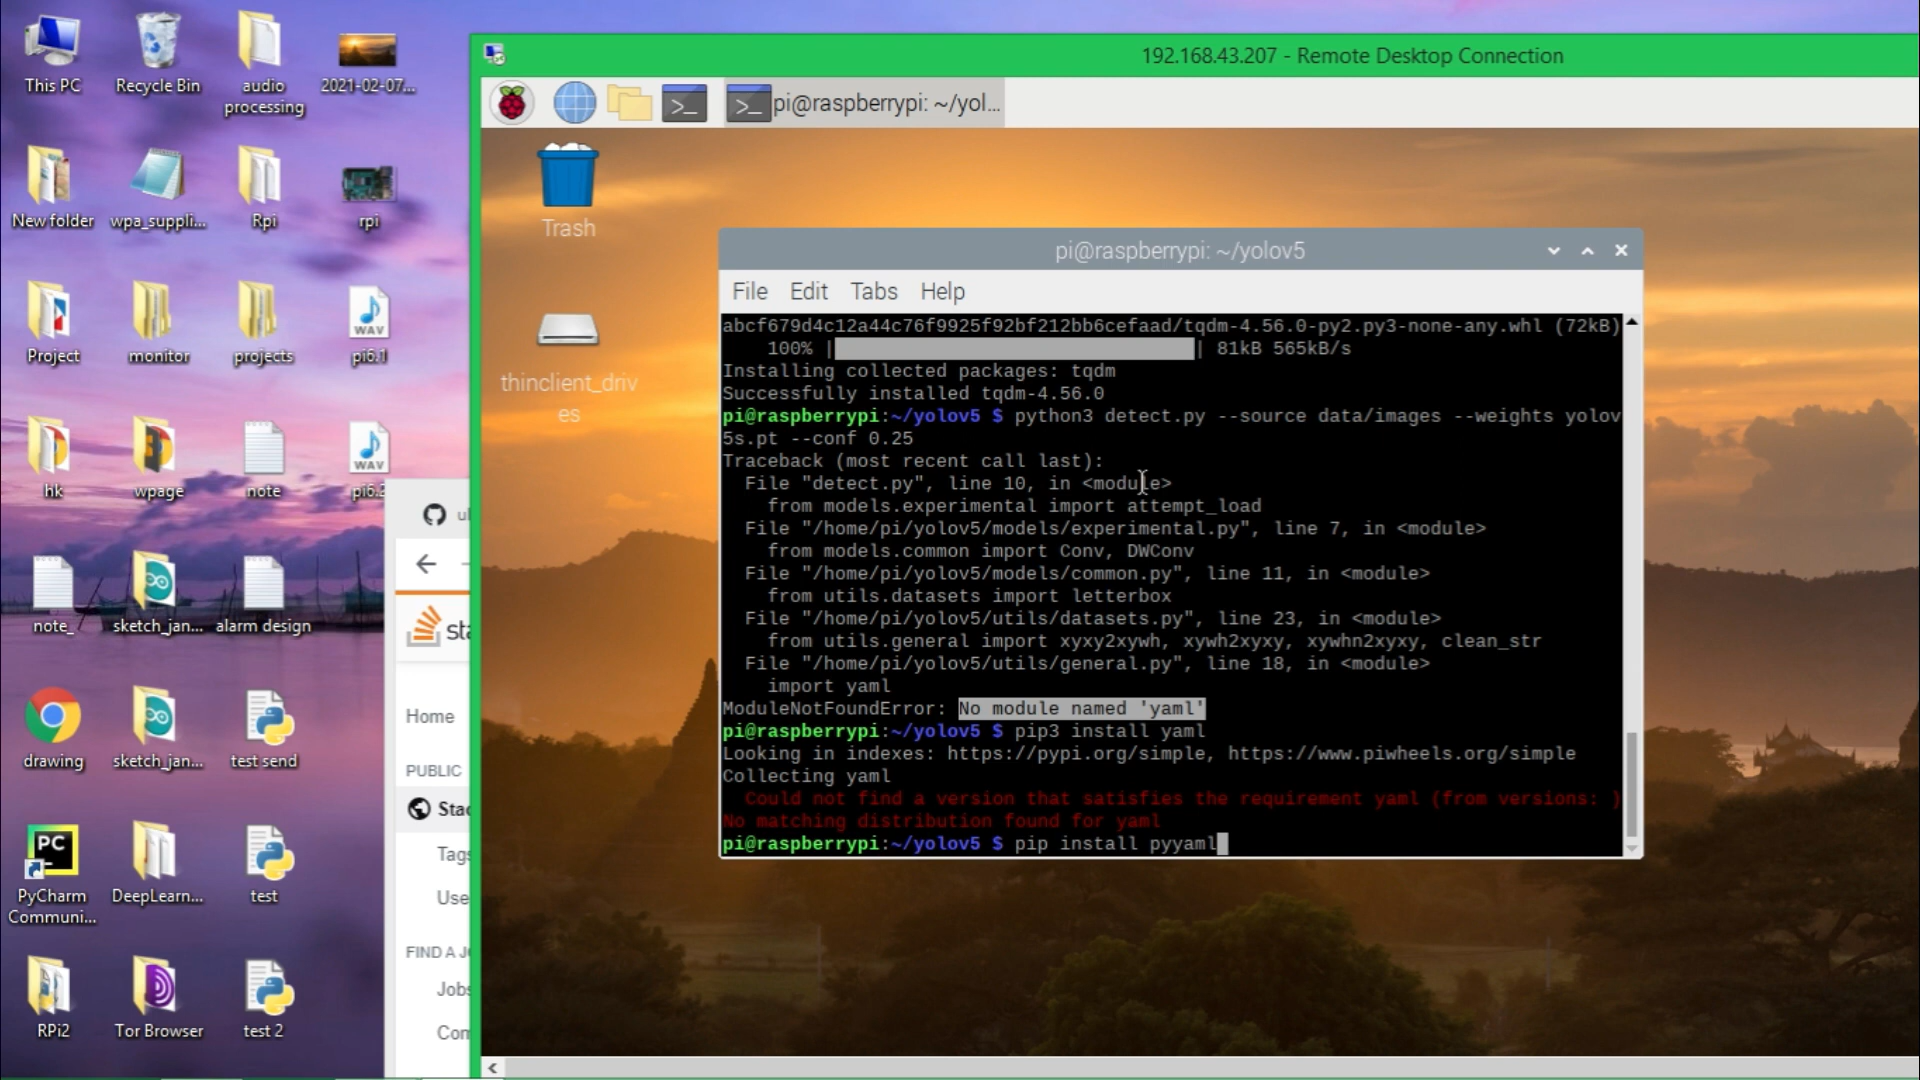 This PC
Recycle Bin
audio
processing
2021-02-07...
New folder
wpa_suppli...
Rpi
rpi
Project
monitor
projects
WAV
pi6.1
hk
wpage
note
WAV
pi6.2
note_
sketch_jan...
alarm design
drawing
sketch_jan...
test send
PC
PyCharm
Communi...
DeepLearn...
test
RPi2
Tor Browser
test 2
Home
PUBLIC
Stac
Tags
Use
FIND A J
Jobs
Com
192.168.43.207 - Remote Desktop Connection
pi@raspberrypi: ~/yol...
Trash
thinclient_driv
es
pi@raspberrypi: ~/yolov5
File Edit Tabs Help
abcf679d4c12a44c76f9925f92bf212bb6cefaad/tqdm-4.56.0-py2.py3-none-any.whl (72kB)
100% | | 81kB 565kB/s
Installing collected packages: tqdm
Successfully installed tqdm-4.56.0
pi@raspberrypi:~/yolov5 $ python3 detect.py --source data/images --weights yolov
5s.pt --conf 0.25
Traceback (most recent call last):
File "detect.py", line 10, in <module>
from models.experimental import attempt_load
File "/home/pi/yolov5/models/experimental.py", line 7, in <module>
from models.common import Conv, DWConv
File "/home/pi/yolov5/models/common.py", line 11, in <module>
from utils.datasets import letterbox
File "/home/pi/yolov5/utils/datasets.py", line 23, in <module>
from utils.general import xyxy2xywh, xywh2xyxy, xywhn2xyxy, clean_str
File "/home/pi/yolov5/utils/general.py", line 18, in <module>
import yaml
ModuleNotFoundError: No module named 'yaml'
pi@raspberrypi:~/yolov5 $ pip3 install yaml
Looking in indexes: https://pypi.org/simple, https://www.piwheels.org/simple
Collecting yaml
Could not find a version that satisfies the requirement yaml (from versions: )
No matching distribution found for yaml
pi@raspberrypi:~/yolov5 $ pip install pyyaml